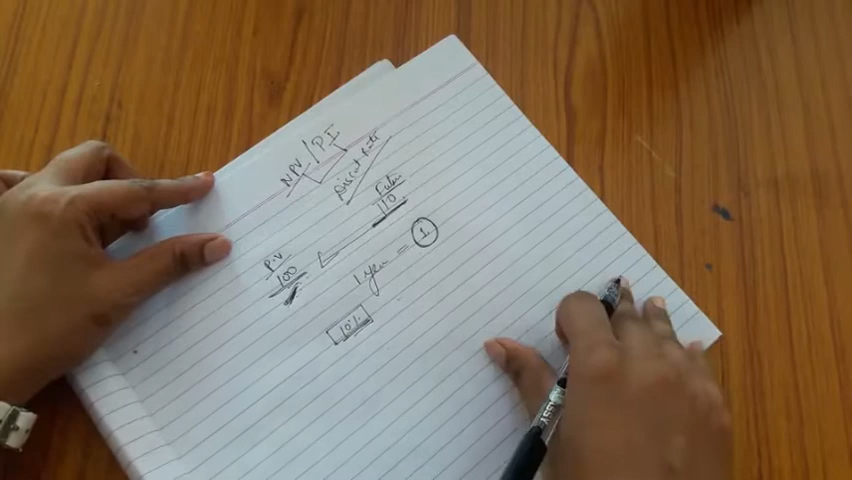 NPV/PI
Discount Rate
Future
110
P.V
100
1 year = 1
10%